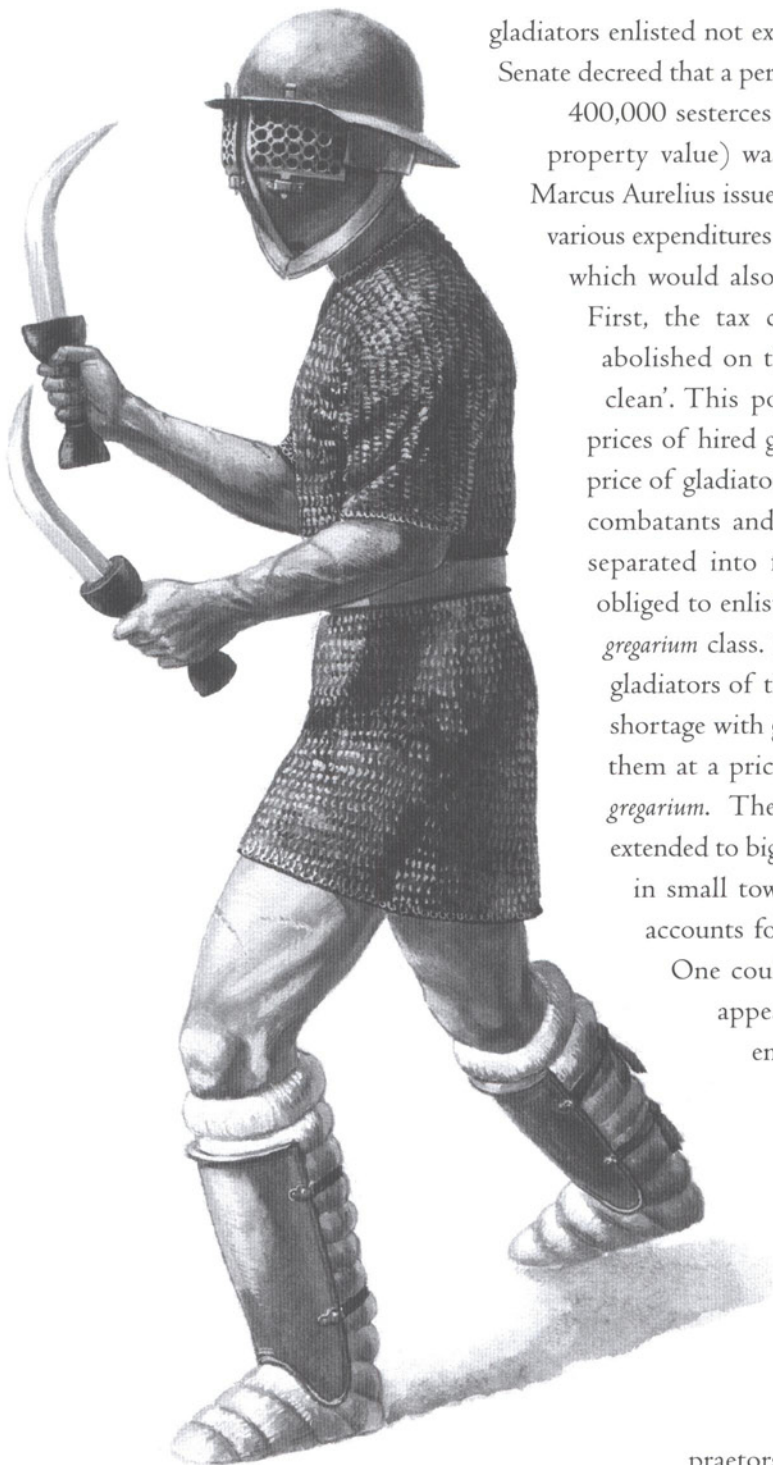 gladiators enlisted not ex
Senate decreed that a per
400,000 sesterces
property value) wa
Marcus Aurelius issue
various expenditures
which would also
First, the tax c
abolished on t
clean’. This po
prices of hired g
price of gladiato
combatants and
separated into f
obliged to enlis
gregarium class.
gladiators of t
shortage with g
them at a pric
gregarium. The
extended to big
in small tow
accounts fo
One cou
appe
en
praetors